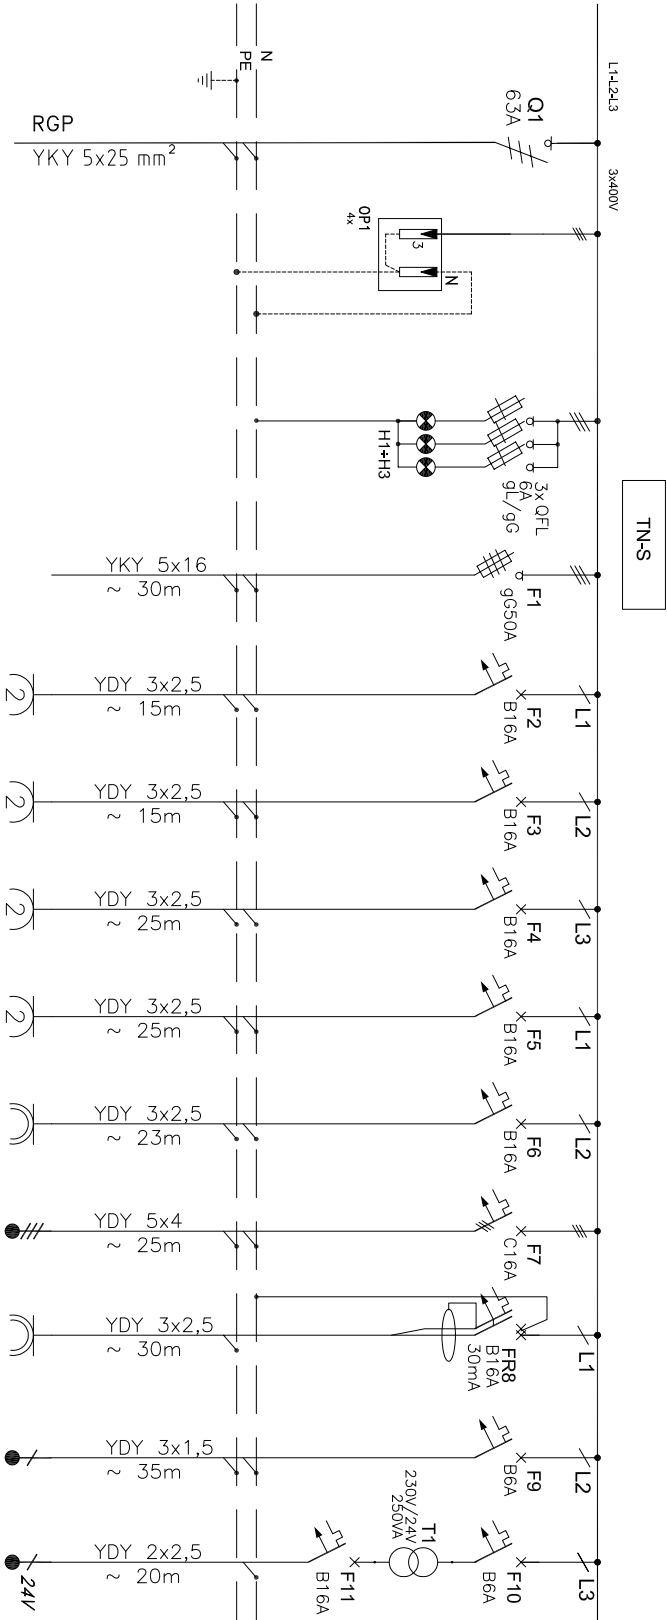 L1-L2-L3
3x400V
N
PE
Q1
63A
RGP
YKY 5x25 mm²
OP1
4x
3
N
H1÷H3
3x QFL
6A
gL/gG
TN-S
YKY 5x16
~ 30m
F1
gG50A
L1
F2
B16A
YDY 3x2,5
~ 15m
2
L2
F3
B16A
YDY 3x2,5
~ 15m
2
L3
F4
B16A
YDY 3x2,5
~ 25m
2
L1
F5
B16A
YDY 3x2,5
~ 25m
2
L2
F6
B16A
YDY 3x2,5
~ 23m
F7
C16A
YDY 5x4
~ 25m
L1
FR8
B16A
30mA
YDY 3x2,5
~ 30m
L2
F9
B6A
YDY 3x1,5
~ 35m
L3
F10
B6A
T1
230V/24V
250VA
F11
B16A
YDY 2x2,5
~ 20m
24V